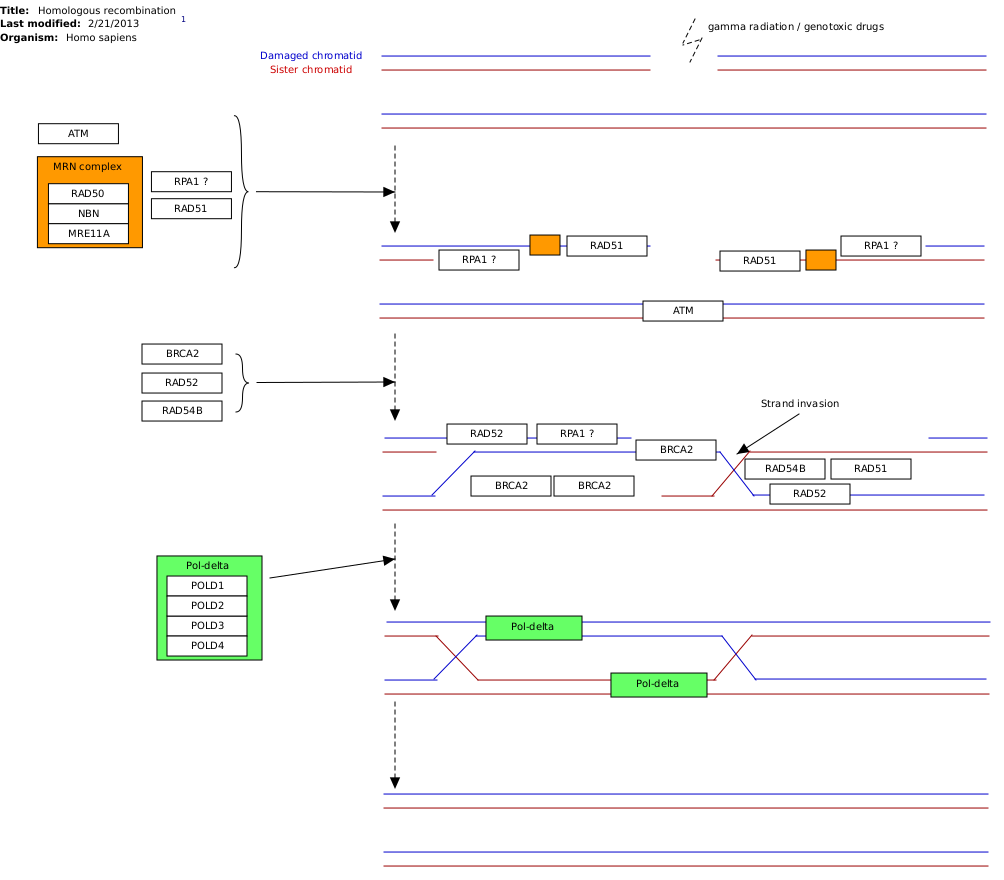 Title: Homologous recombination
Last modified: 2/21/2013 1
Organism: Homo sapiens
gamma radiation / genotoxic drugs
Damaged chromatid
Sister chromatid
ATM
MRN complex
RAD50
NBN
MRE11A
RPA1 ?
RAD51
RAD51
RPA1 ?
RPA1 ?
RAD51
ATM
BRCA2
RAD52
RAD54B
Strand invasion
RAD52
RPA1 ?
BRCA2
RAD54B
RAD51
BRCA2
BRCA2
RAD52
Pol-delta
POLD1
POLD2
POLD3
POLD4
Pol-delta
Pol-delta